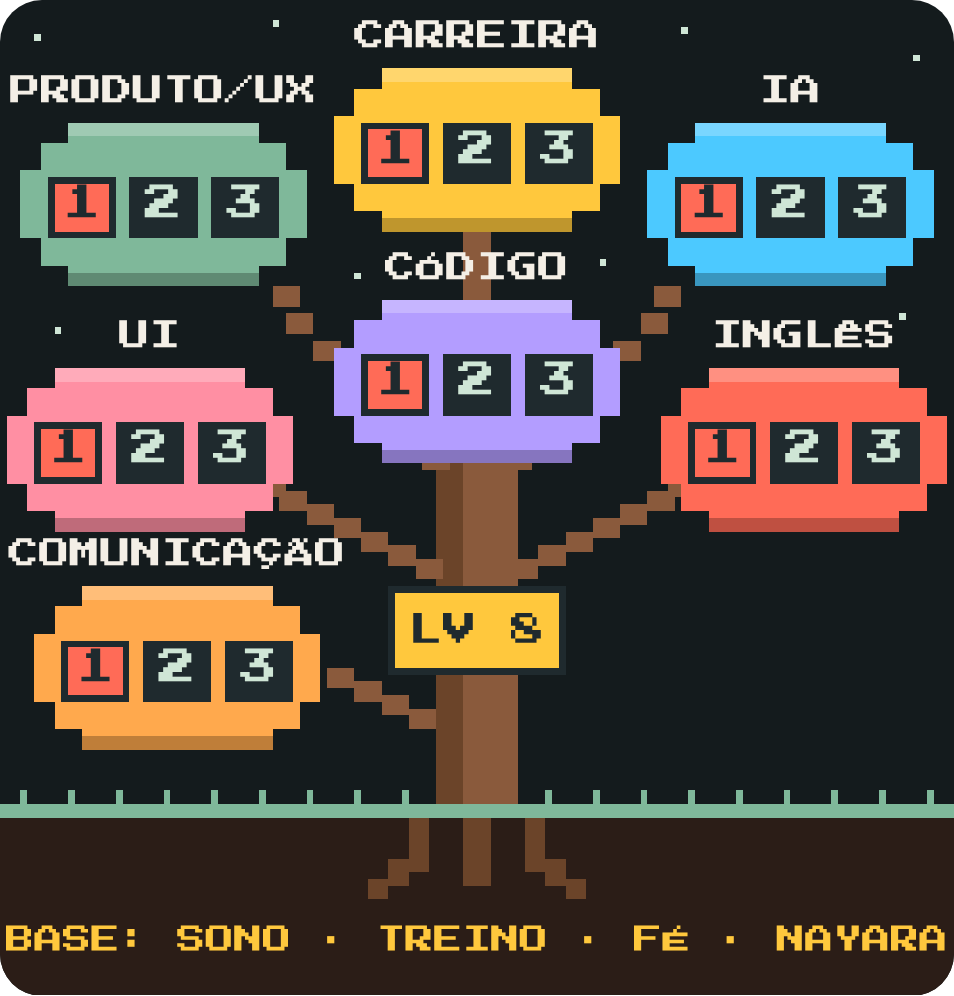 CARREIRA
1 2 3
PRODUTO/UX
1 2 3
IA
1 2 3
CóDIGO
1 2 3
UI
1 2 3
INGLêS
1 2 3
COMUNICAÇÃO
1 2 3
LV 8
BASE: SONO · TREINO · Fé · NAYARA